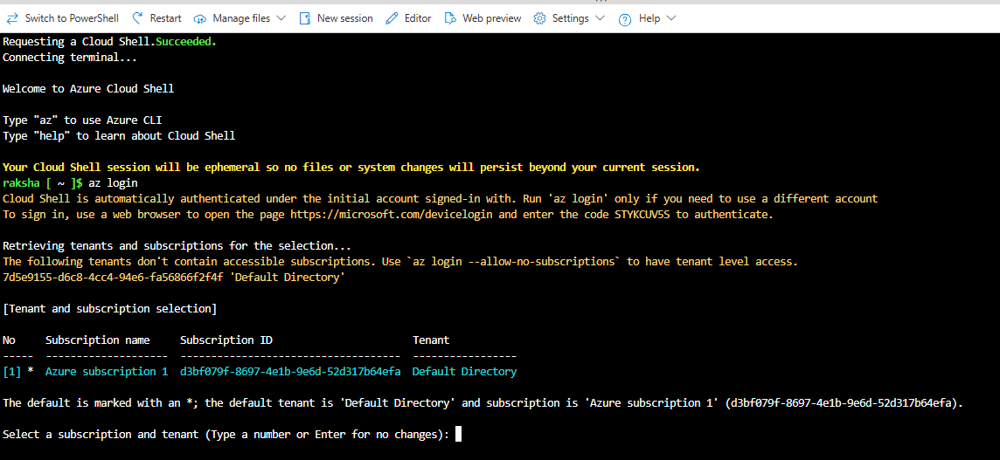 Switch to PowerShell Restart Manage files New session Editor Web preview Settings Help
Requesting a Cloud Shell.Succeeded.
Connecting terminal...
Welcome to Azure Cloud Shell
Type "az" to use Azure CLI
Type "help" to learn about Cloud Shell
Your Cloud Shell session will be ephemeral so no files or system changes will persist beyond your current session.
raksha [ ~ ]$ az login
Cloud Shell is automatically authenticated under the initial account signed-in with. Run 'az login' only if you need to use a different account
To sign in, use a web browser to open the page https://microsoft.com/devicelogin and enter the code STYKCUV5S to authenticate.
Retrieving tenants and subscriptions for the selection...
The following tenants don't contain accessible subscriptions. Use `az login --allow-no-subscriptions` to have tenant level access.
7d5e9155-d6c8-4cc4-94e6-fa56866f2f4f 'Default Directory'
[Tenant and subscription selection]
No Subscription name Subscription ID Tenant
----- -------------------- ------------------------------------ -----------------
[1] * Azure subscription 1 d3bf079f-8697-4e1b-9e6d-52d317b64efa Default Directory
The default is marked with an *; the default tenant is 'Default Directory' and subscription is 'Azure subscription 1' (d3bf079f-8697-4e1b-9e6d-52d317b64efa).
Select a subscription and tenant (Type a number or Enter for no changes):